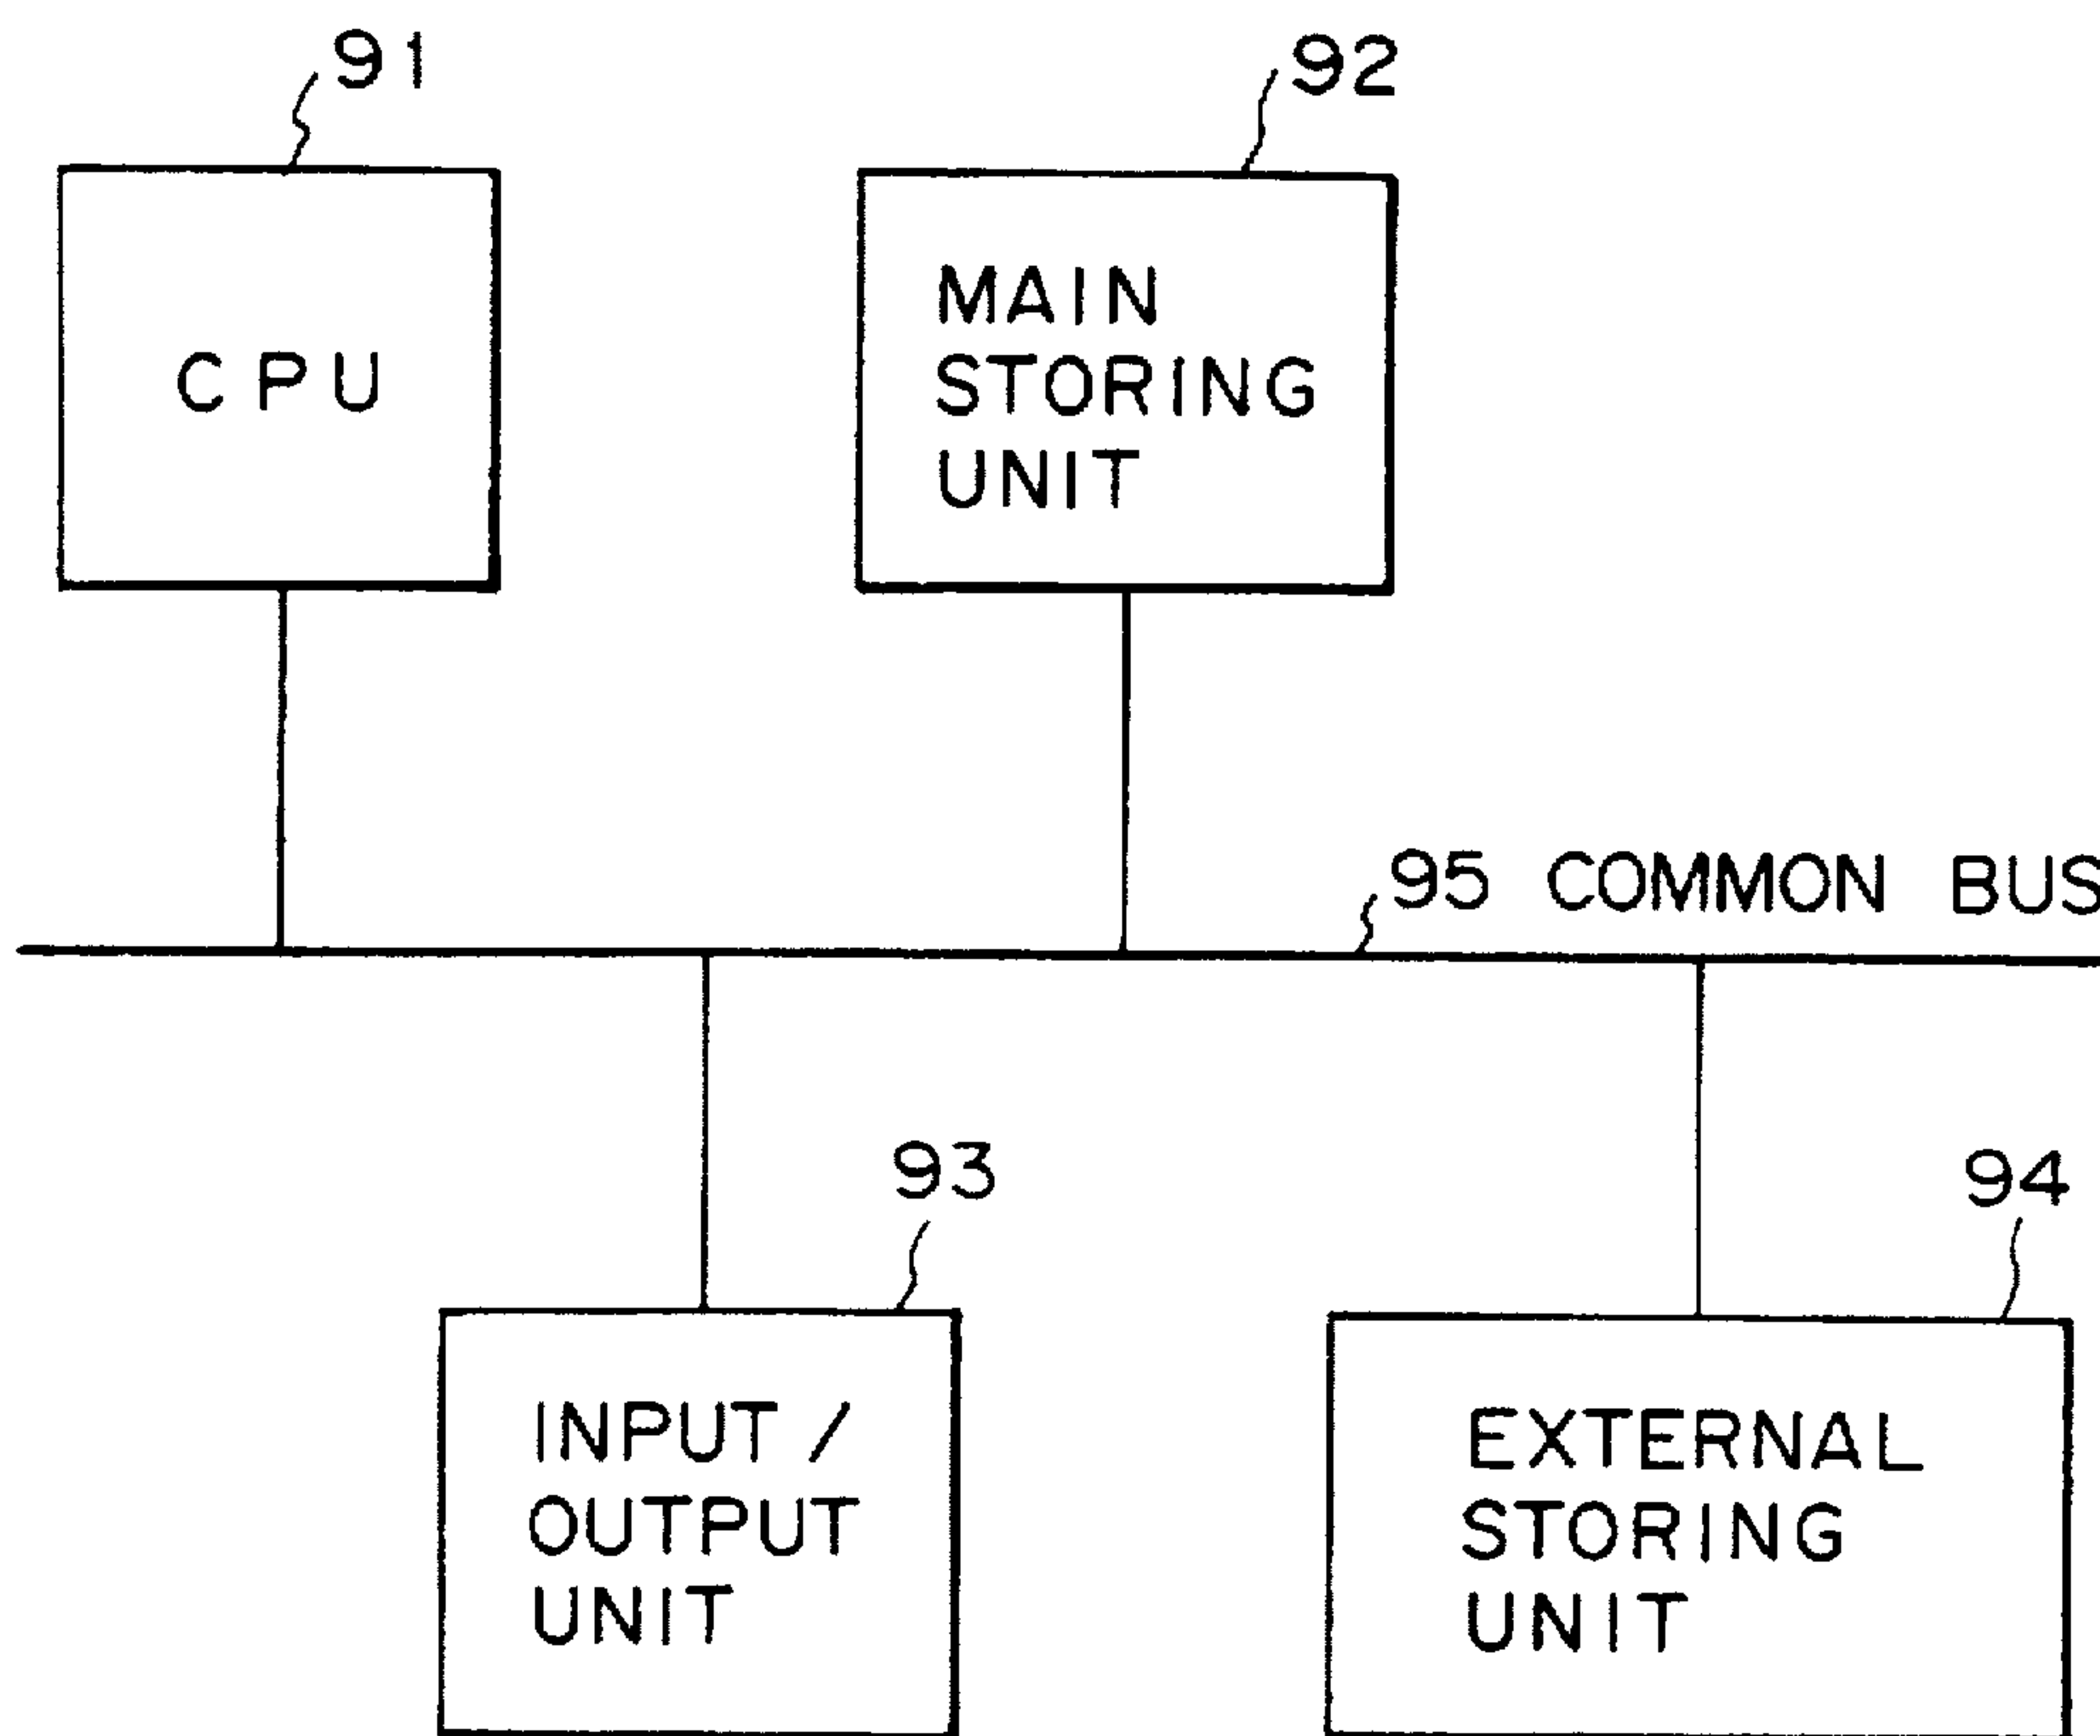 91
92
CPU
MAIN
STORING
UNIT
95 COMMON BUS
93
94
INPUT/
OUTPUT
UNIT
EXTERNAL
STORING
UNIT